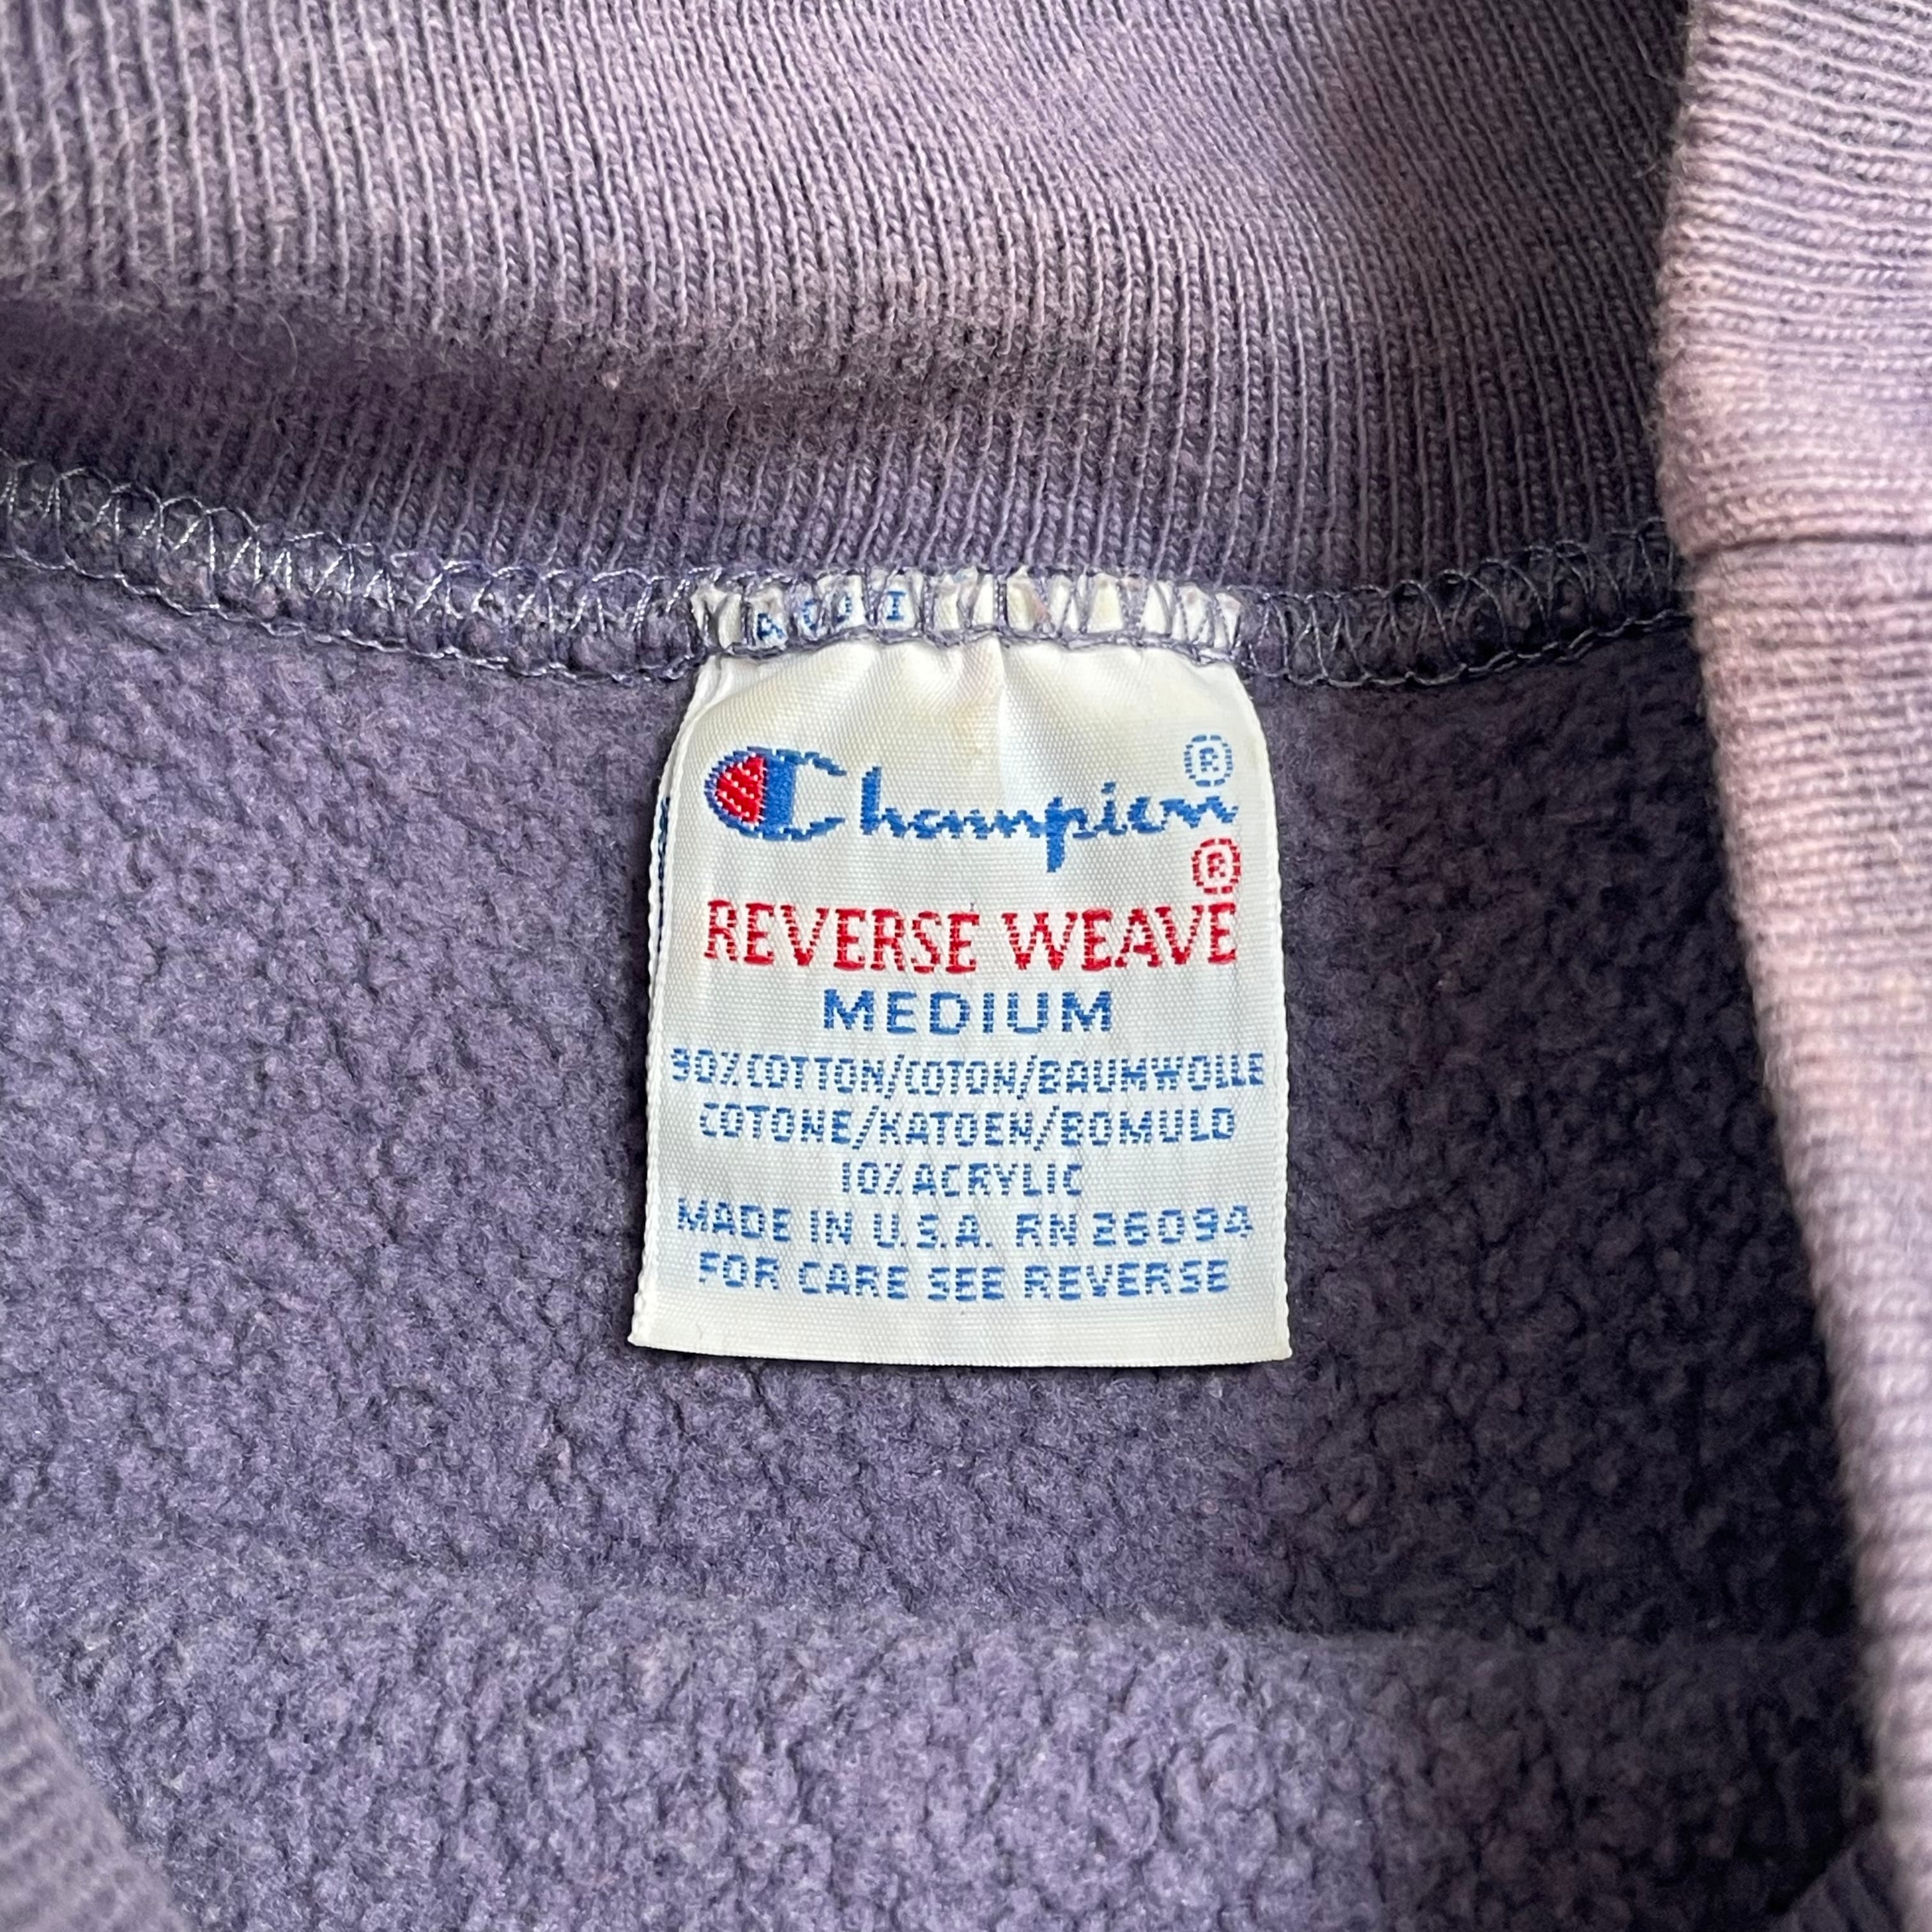 Champion®
®
REVERSE WEAVE
MEDIUM
90% COTTON/COTON/BAUMWOLLE
COTONE/KATOEN/BOMULD
10% ACRYLIC
MADE IN U.S.A. RN 26094
FOR CARE SEE REVERSE